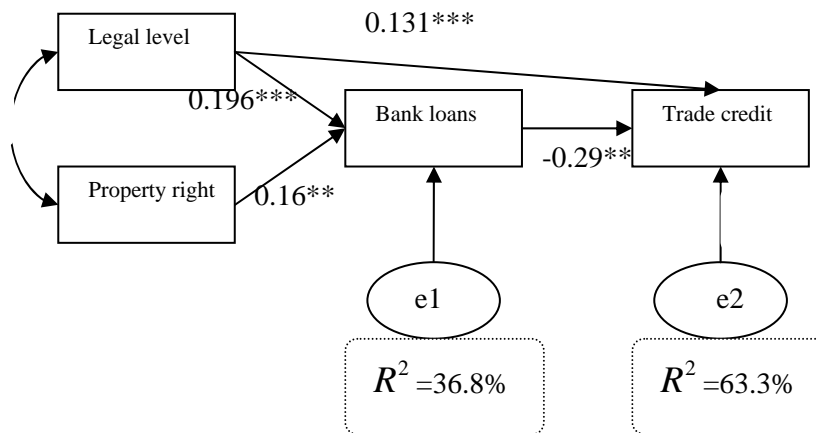 0.131***
Legal level
0.196***
Bank loans
Trade credit
-0.29**
Property right
0.16**
e1
e2
R² =36.8%
R² =63.3%